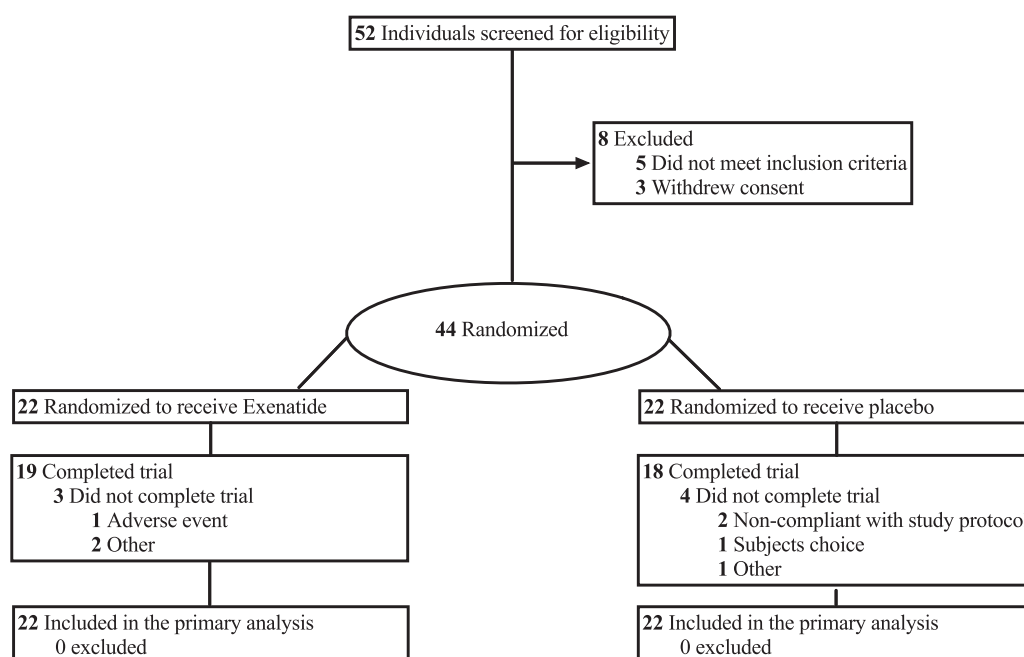 52 Individuals screened for eligibility
8 Excluded
5 Did not meet inclusion criteria
3 Withdrew consent
44 Randomized
22 Randomized to receive Exenatide
19 Completed trial
3 Did not complete trial
1 Adverse event
2 Other
22 Included in the primary analysis
0 excluded
22 Randomized to receive placebo
18 Completed trial
4 Did not complete trial
2 Non-compliant with study protoco
1 Subjects choice
1 Other
22 Included in the primary analysis
0 excluded